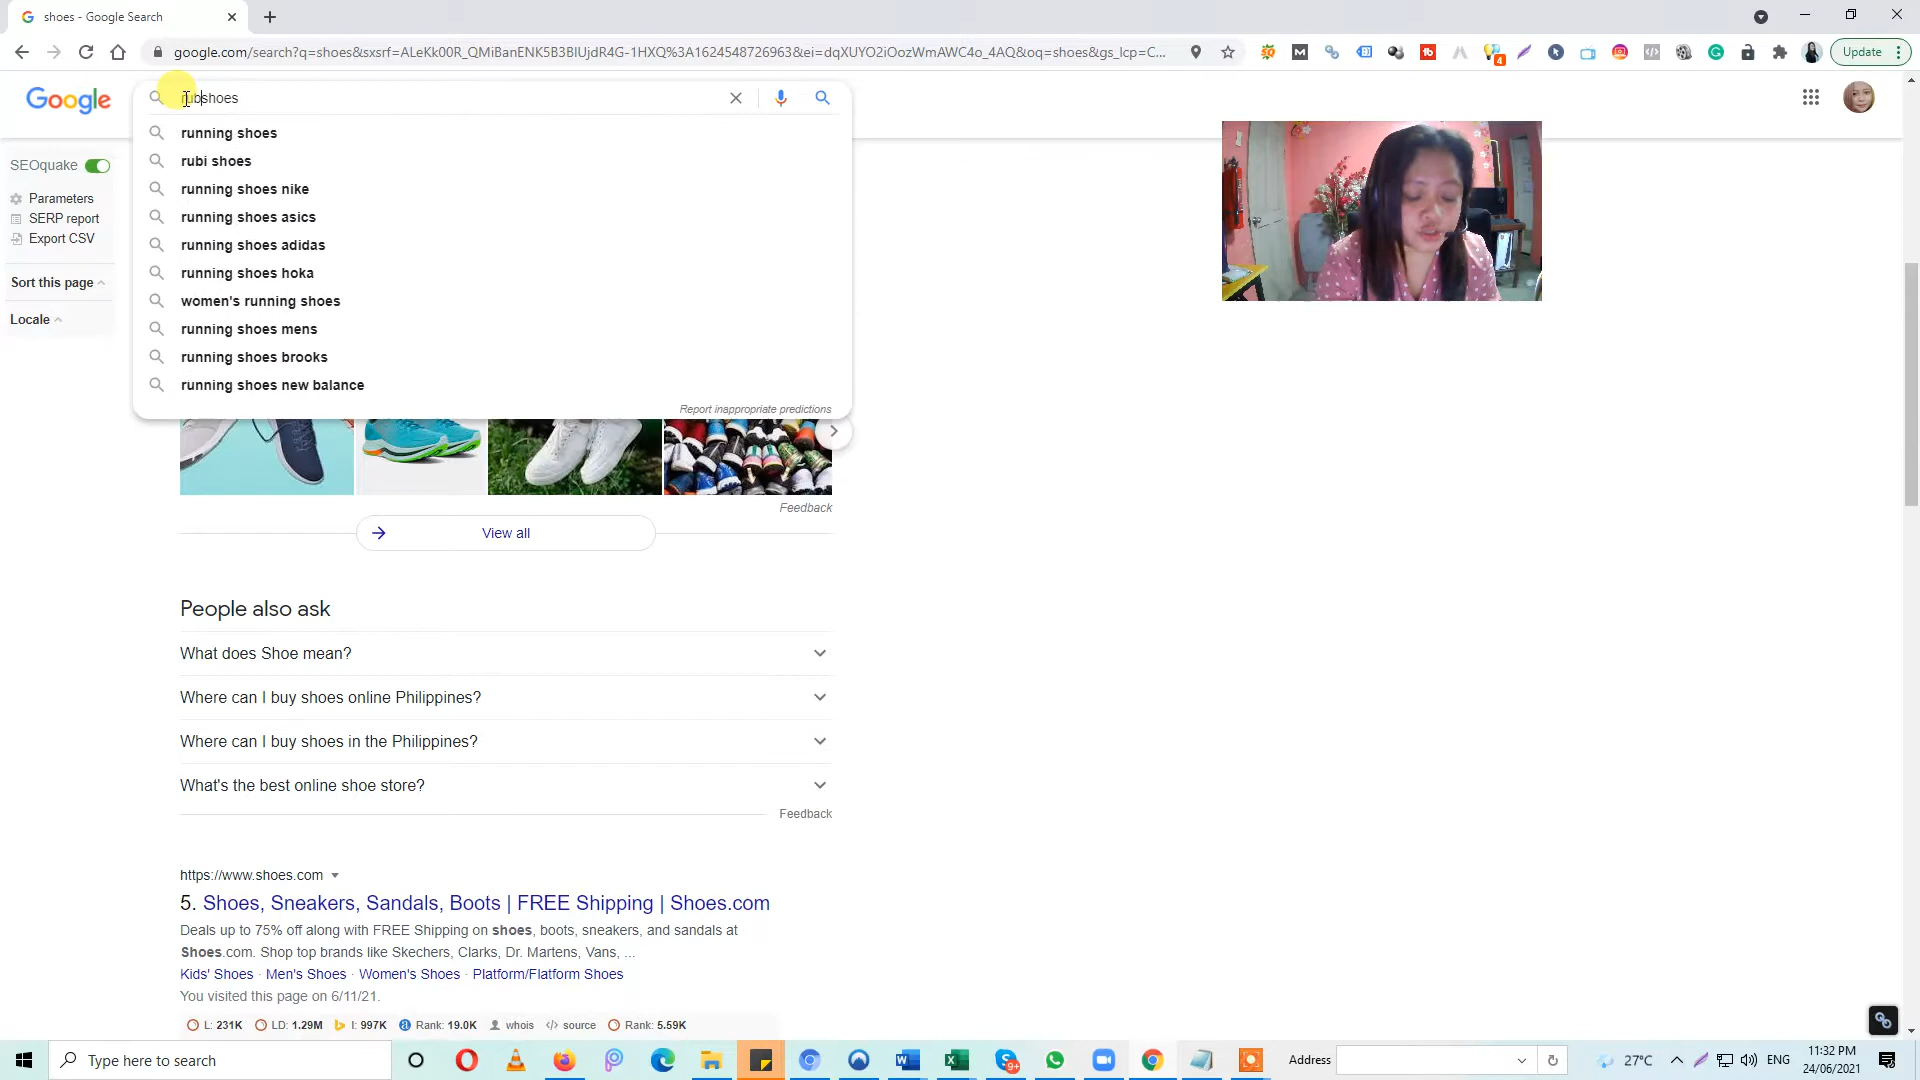 shoes - Google Search
google.com/search?q=shoes&sxsrf=ALeKk00R_QMiBanENK5B3BIUjdR4G-1HXQ%3A1624548726963&ei=dqXUYO2iOozWmAWC4o_4AQ&oq=shoes&gs_lcp=C...
Update
Google
rubshoes
running shoes
rubi shoes
running shoes nike
running shoes asics
running shoes adidas
running shoes hoka
women's running shoes
running shoes mens
running shoes brooks
running shoes new balance
Report inappropriate predictions
SEOquake
Parameters
SERP report
Export CSV
Sort this page
Locale
Feedback
View all
People also ask
What does Shoe mean?
Where can I buy shoes online Philippines?
Where can I buy shoes in the Philippines?
What's the best online shoe store?
Feedback
https://www.shoes.com
5. Shoes, Sneakers, Sandals, Boots | FREE Shipping | Shoes.com
Deals up to 75% off along with FREE Shipping on shoes, boots, sneakers, and sandals at
Shoes.com. Shop top brands like Skechers, Clarks, Dr. Martens, Vans, ...
Kids' Shoes · Men's Shoes · Women's Shoes · Platform/Flatform Shoes
You visited this page on 6/11/21.
L: 231K LD: 1.29M I: 997K Rank: 19.0K whois source Rank: 5.59K
Type here to search
Address
27°C
ENG
11:32 PM
24/06/2021